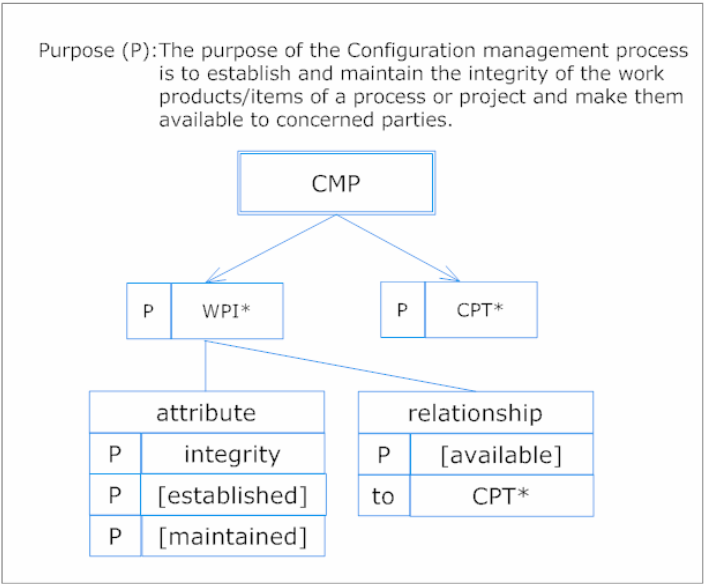 Purpose (P):The purpose of the Configuration management process
is to establish and maintain the integrity of the work
products/items of a process or project and make them
available to concerned parties.
CMP
P WPI*
P CPT*
attribute
P integrity
P [established]
P [maintained]
relationship
P [available]
to CPT*